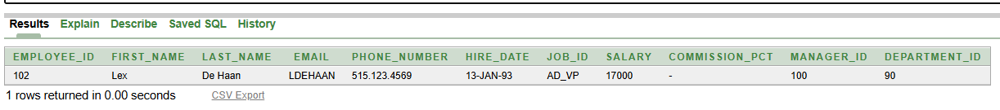 Results Explain Describe Saved SQL History
EMPLOYEE_ID FIRST_NAME LAST_NAME EMAIL PHONE_NUMBER HIRE_DATE JOB_ID SALARY COMMISSION_PCT MANAGER_ID DEPARTMENT_ID
102 Lex De Haan LDEHAAN 515.123.4569 13-JAN-93 AD_VP 17000 - 100 90
1 rows returned in 0.00 seconds CSV Export